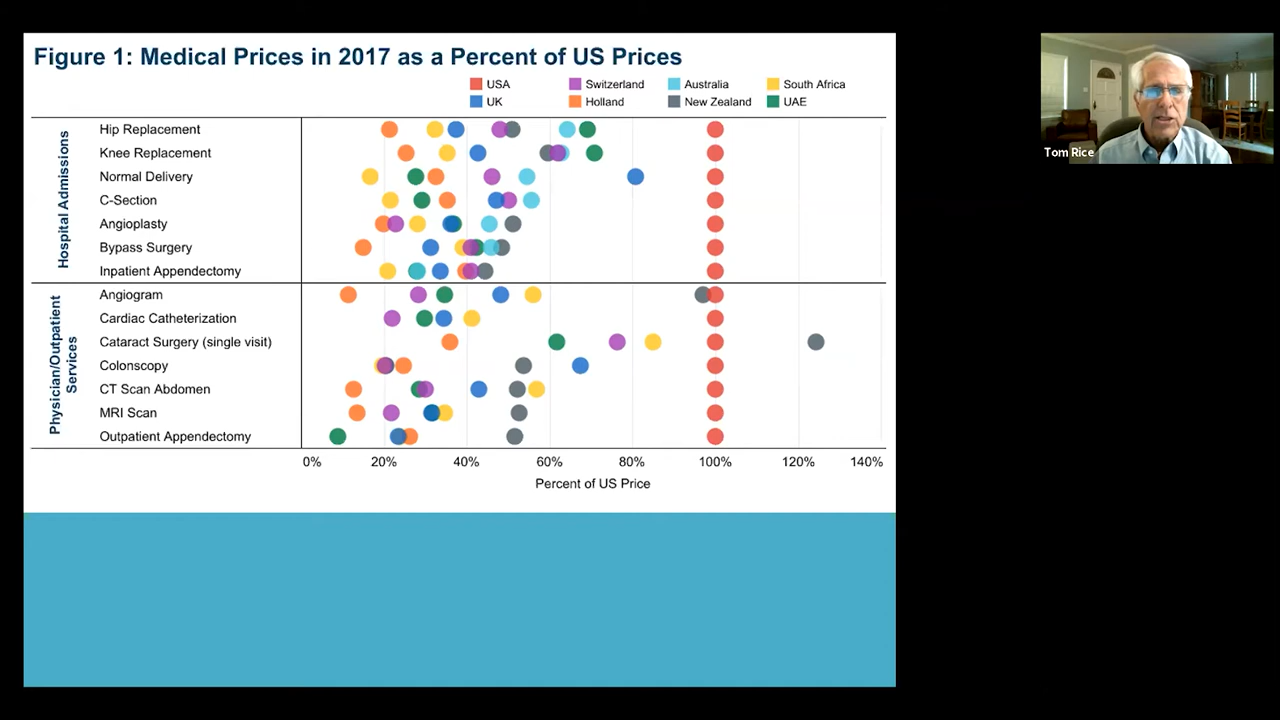 Figure 1: Medical Prices in 2017 as a Percent of US Prices
USA Switzerland Australia South Africa
UK Holland New Zealand UAE
Hospital Admissions
Hip Replacement
Knee Replacement
Normal Delivery
C-Section
Angioplasty
Bypass Surgery
Inpatient Appendectomy
Physician/Outpatient
Services
Angiogram
Cardiac Catheterization
Cataract Surgery (single visit)
Colonscopy
CT Scan Abdomen
MRI Scan
Outpatient Appendectomy
0% 20% 40% 60% 80% 100% 120% 140%
Percent of US Price
Tom Rice